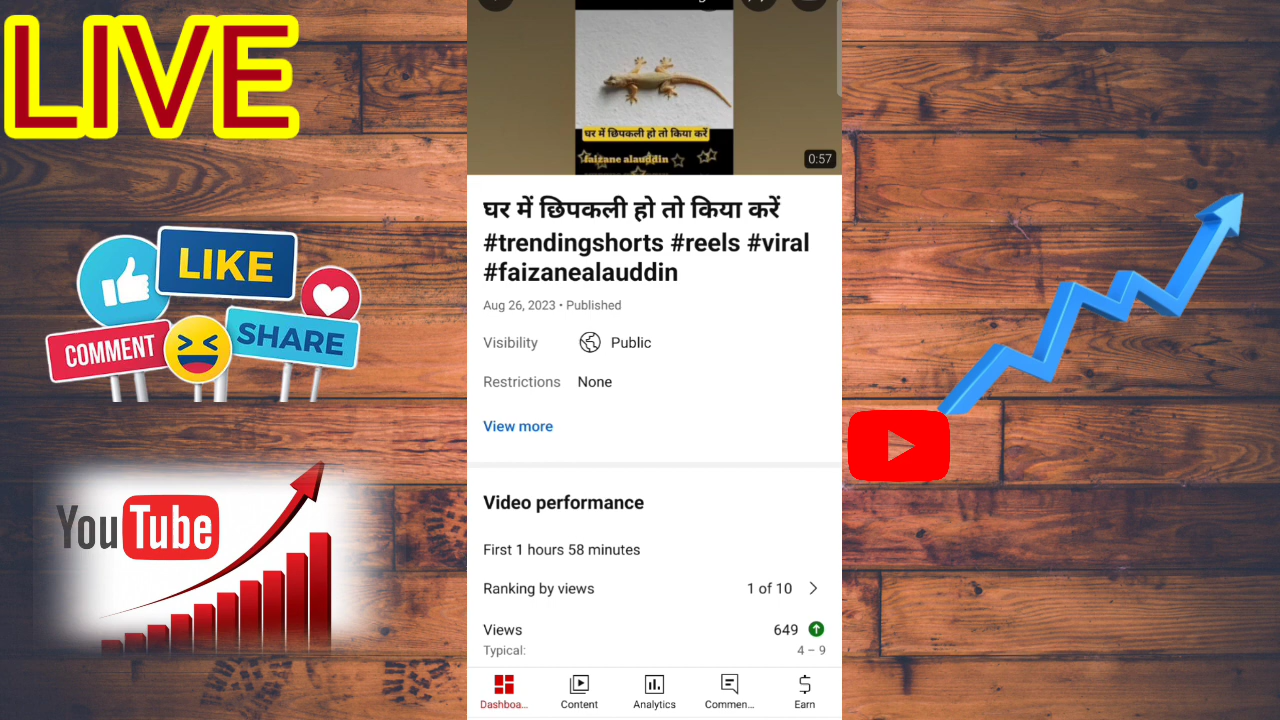 LIVE
LIKE
COMMENT
SHARE
YouTube
घर में छिपकली हो तो किया करें
faizane alauddin
0:57
घर में छिपकली हो तो किया करें
#trendingshorts #reels #viral
#faizanealauddin
Aug 26, 2023 • Published
Visibility Public
Restrictions None
View more
Video performance
First 1 hours 58 minutes
Ranking by views 1 of 10
Views 649
Typical: 4 – 9
Dashboa... Content Analytics Commen... Earn